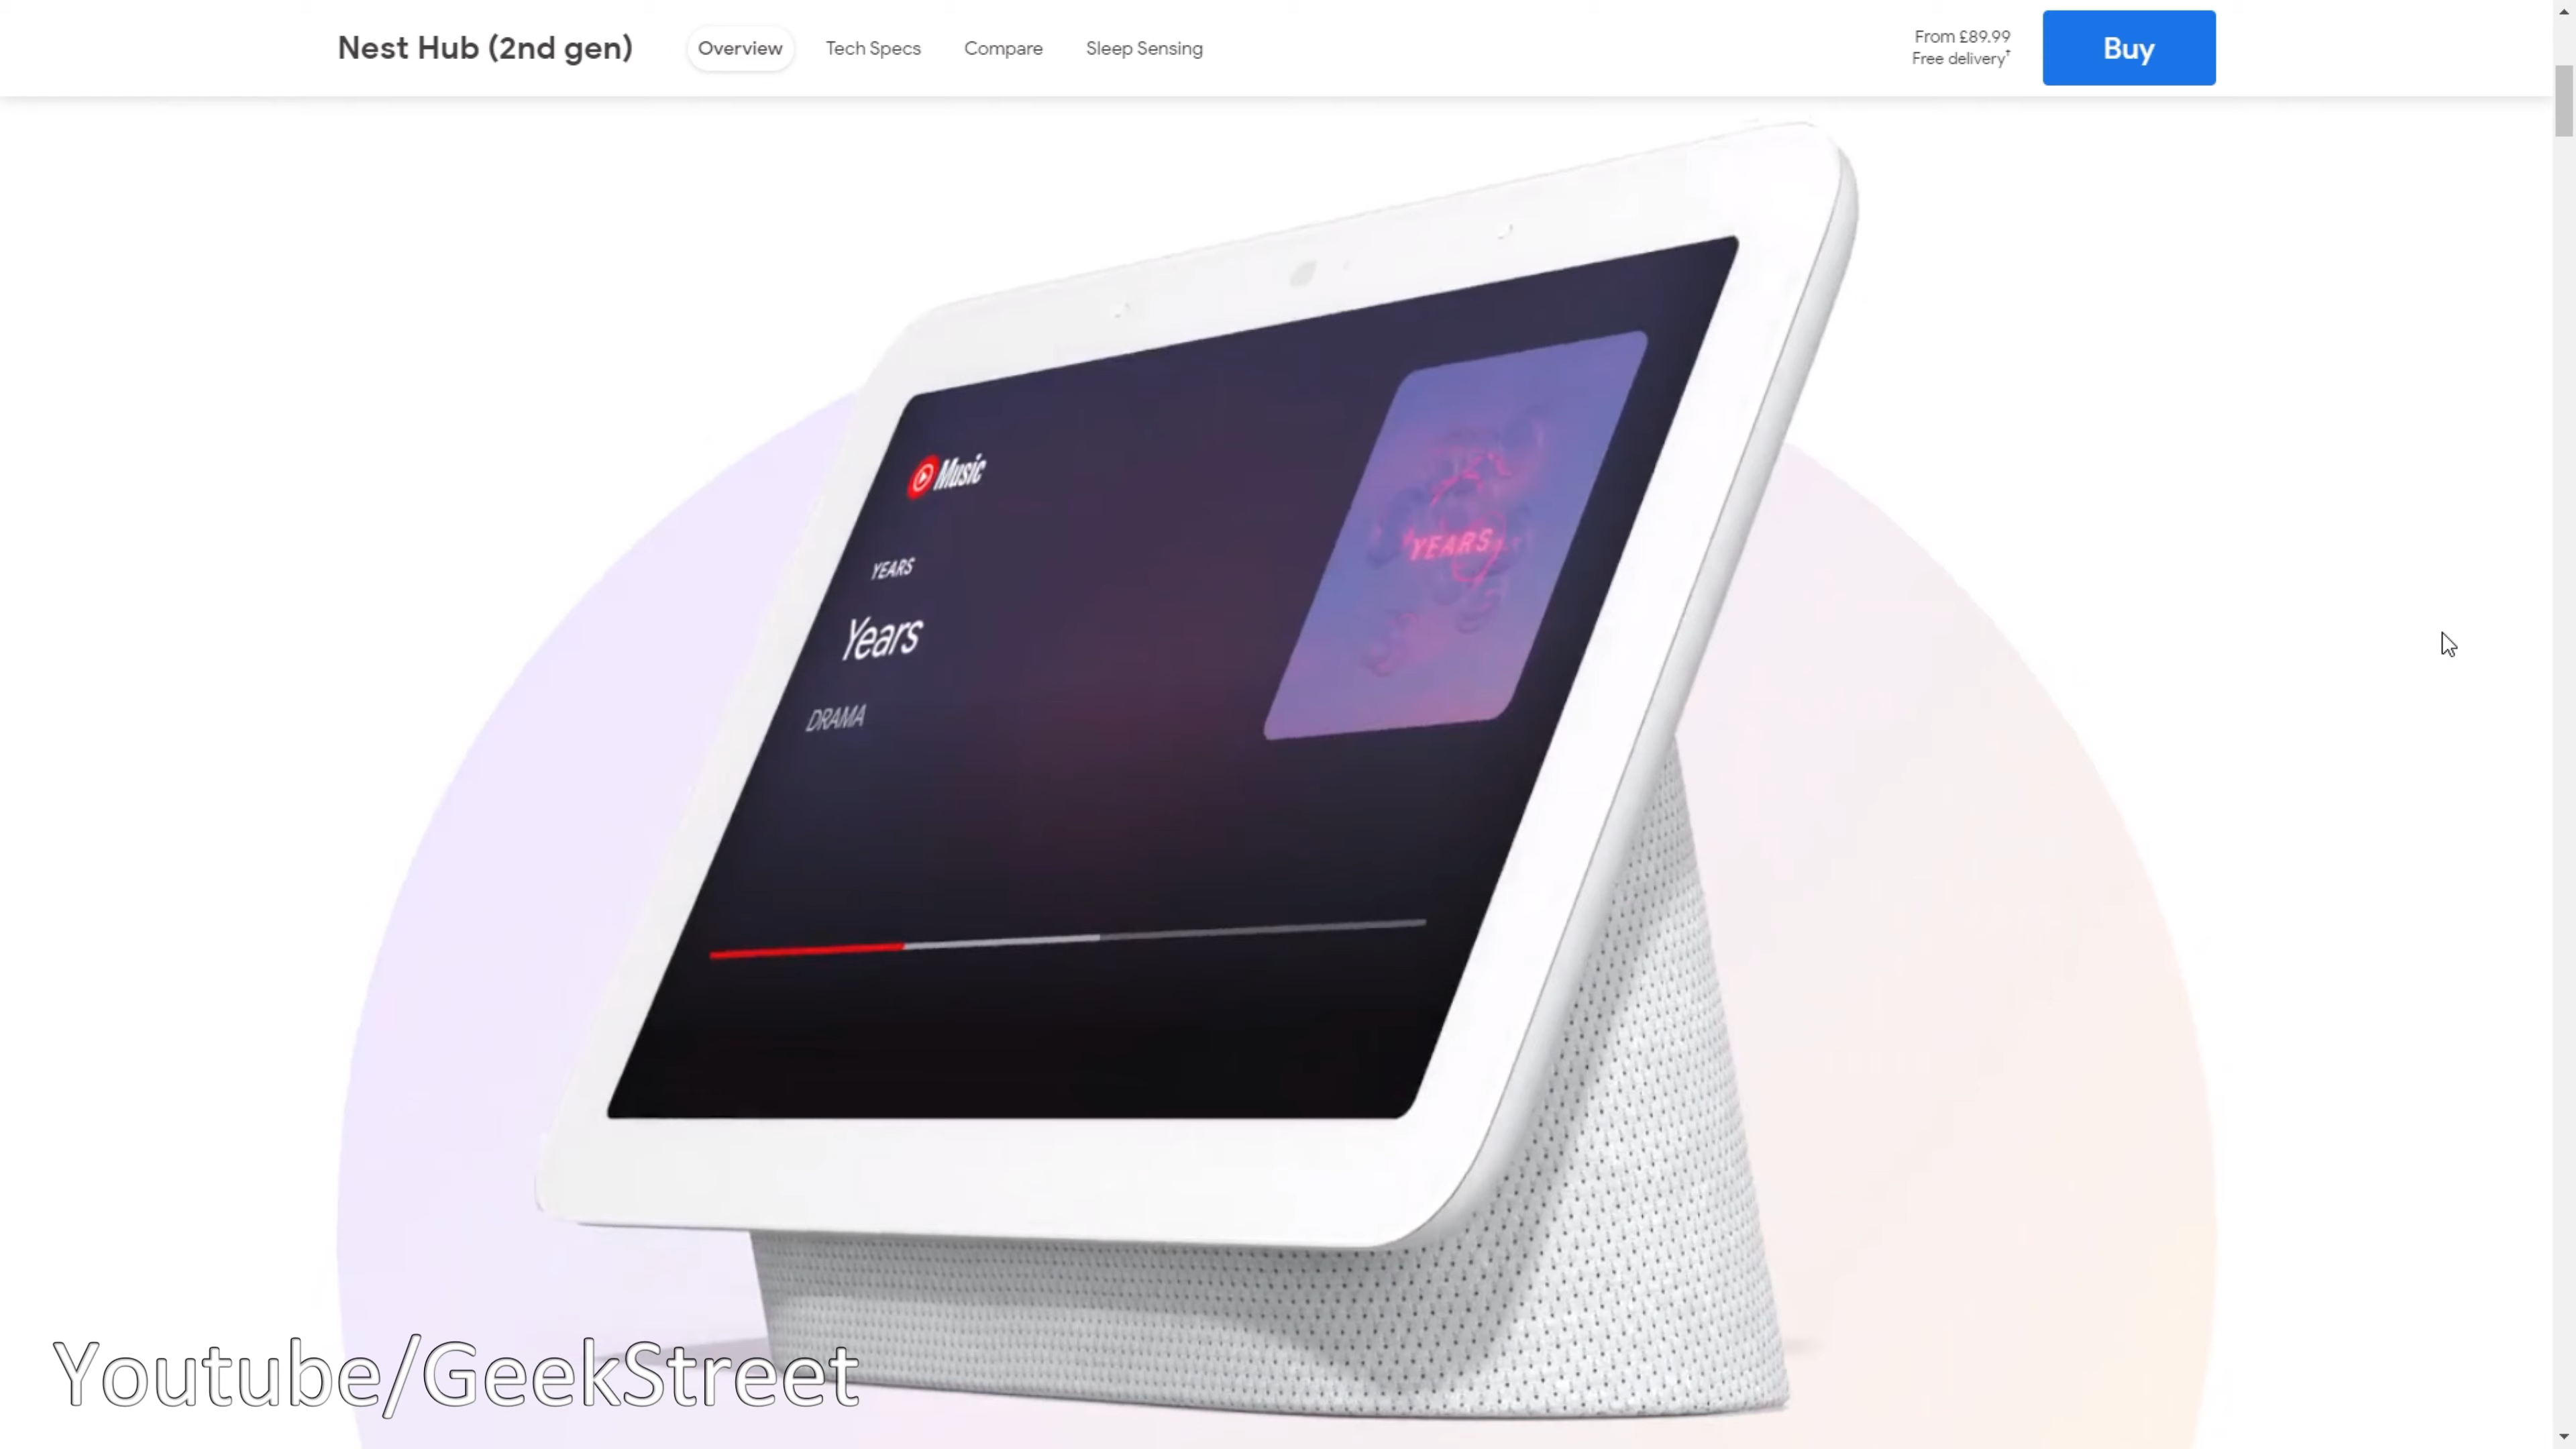 Nest Hub (2nd gen)
Overview
Tech Specs
Compare
Sleep Sensing
From £89.99
Free delivery†
Buy
Music
YEARS
Years
DRAMA
YEARS
Youtube/GeekStreet